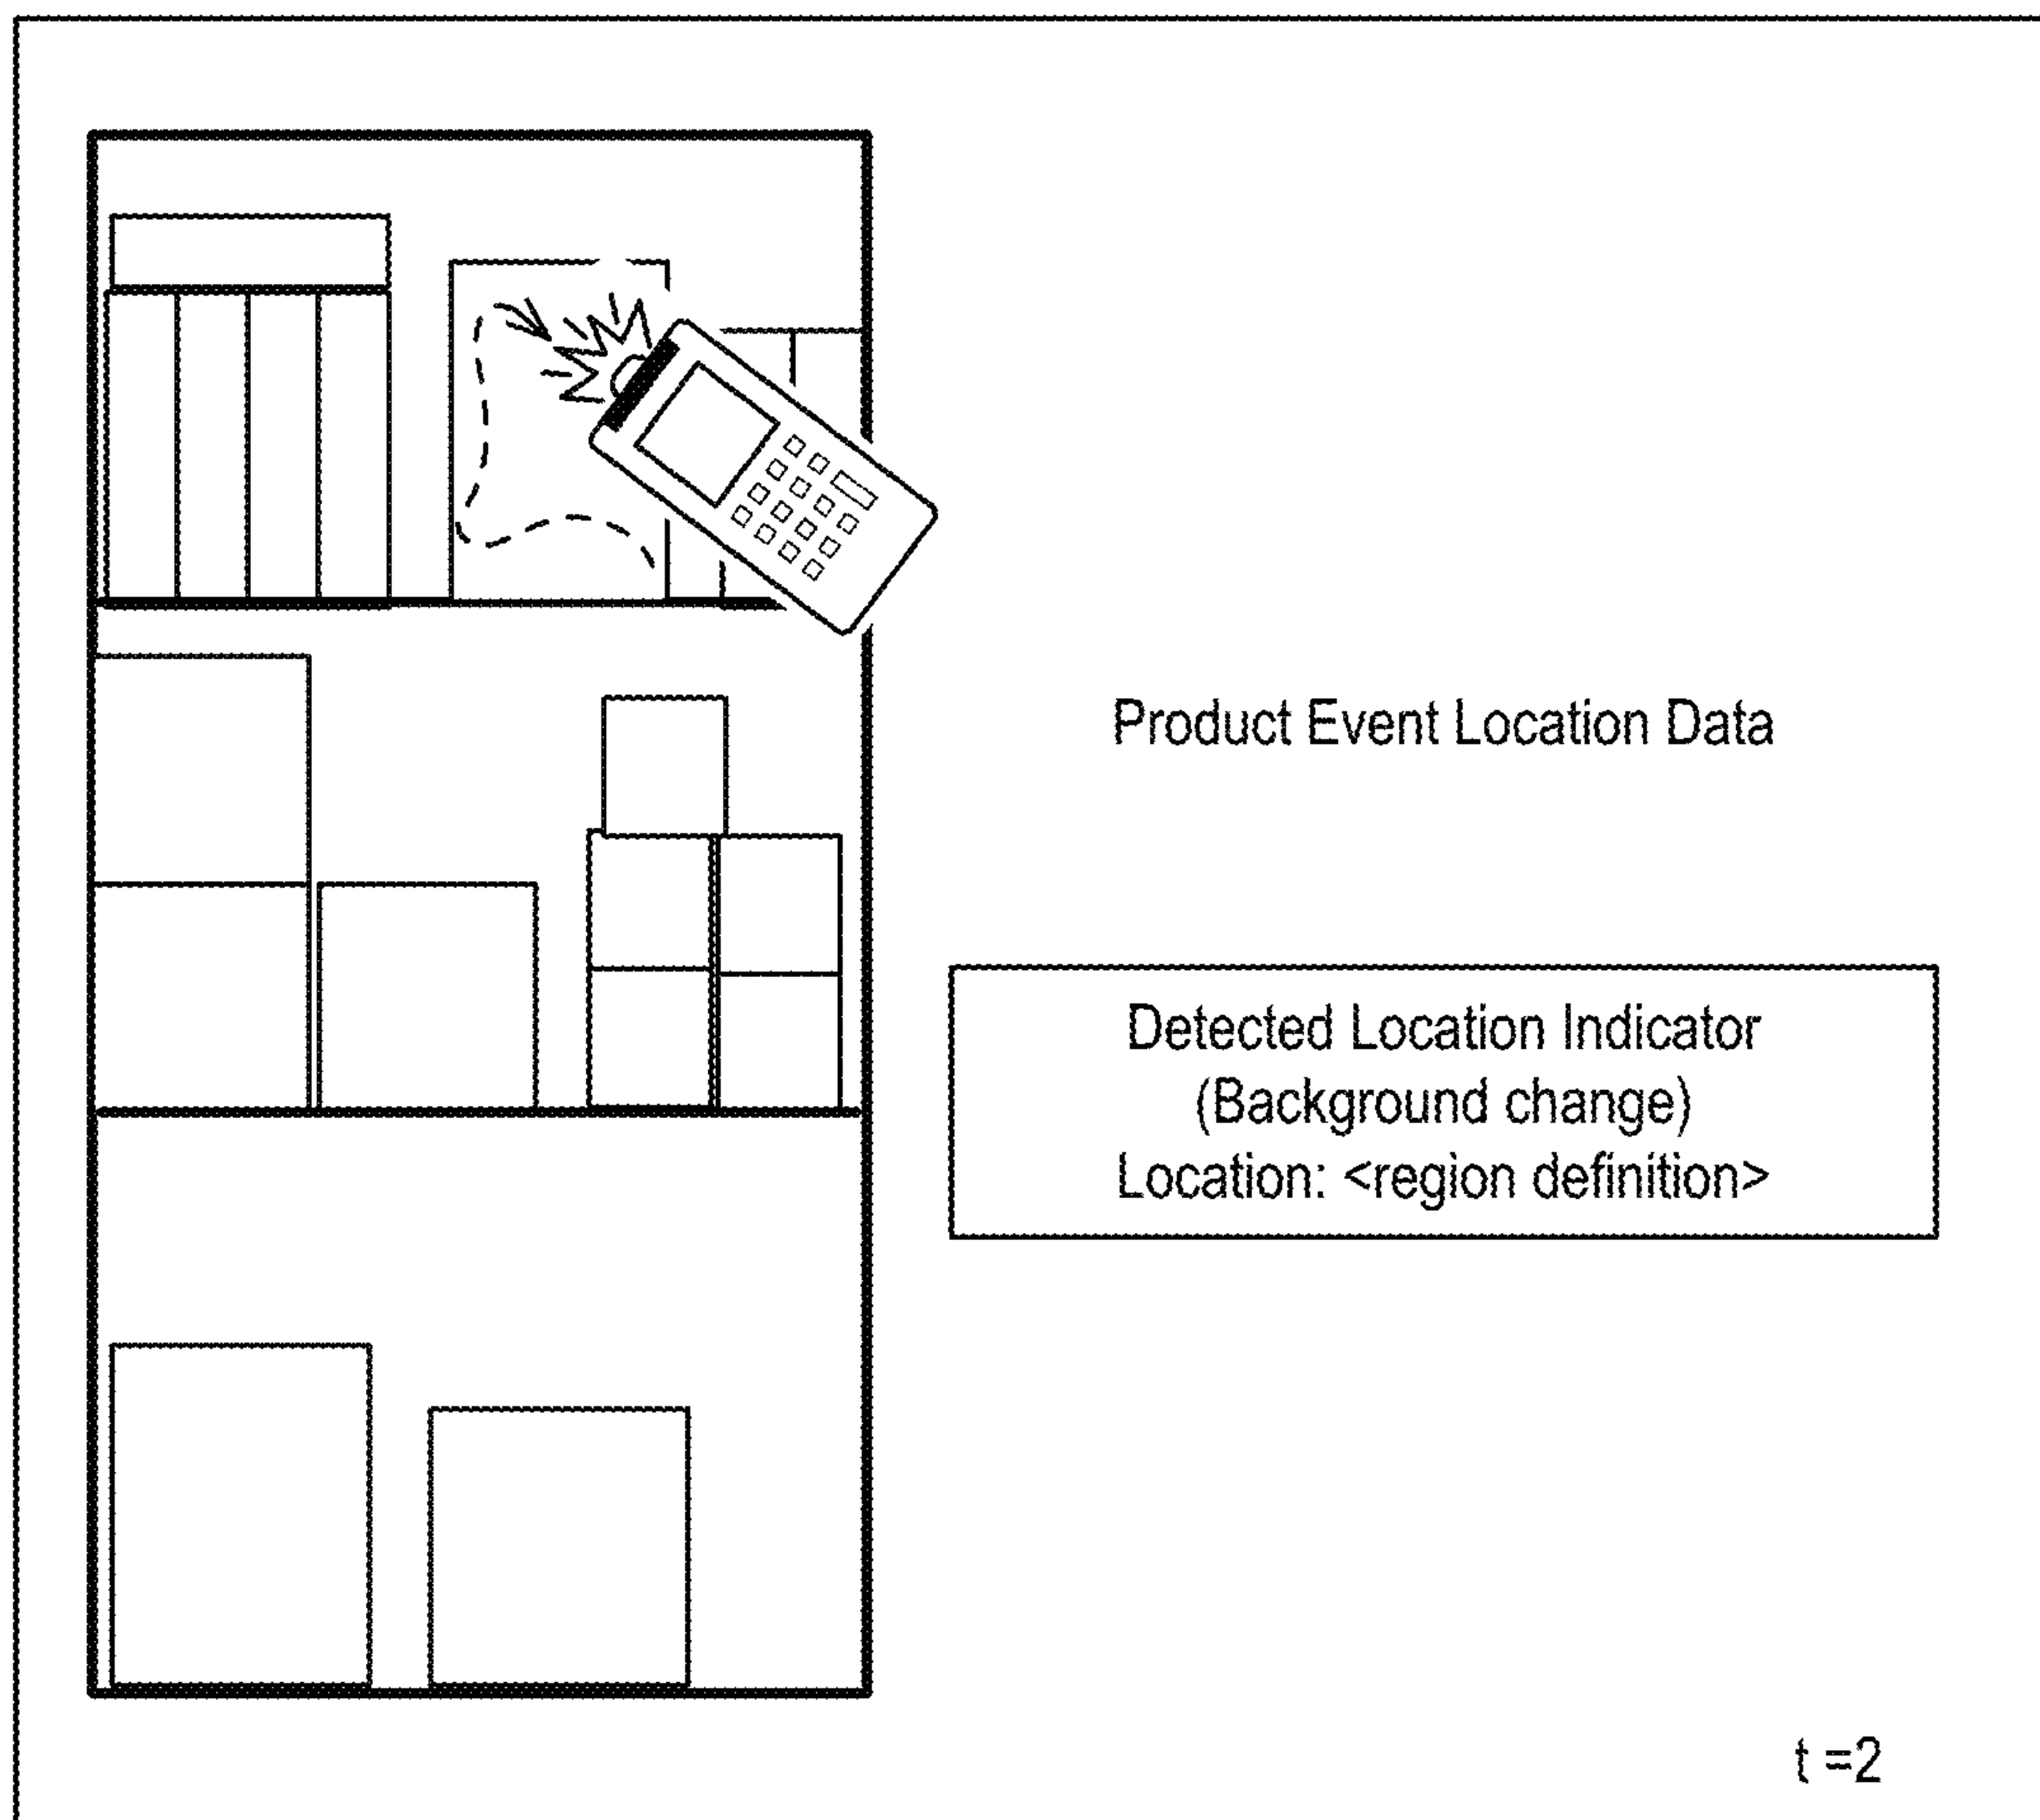 Product Event Location Data
Detected Location Indicator
(Background change)
Location: <region definition>
t =2